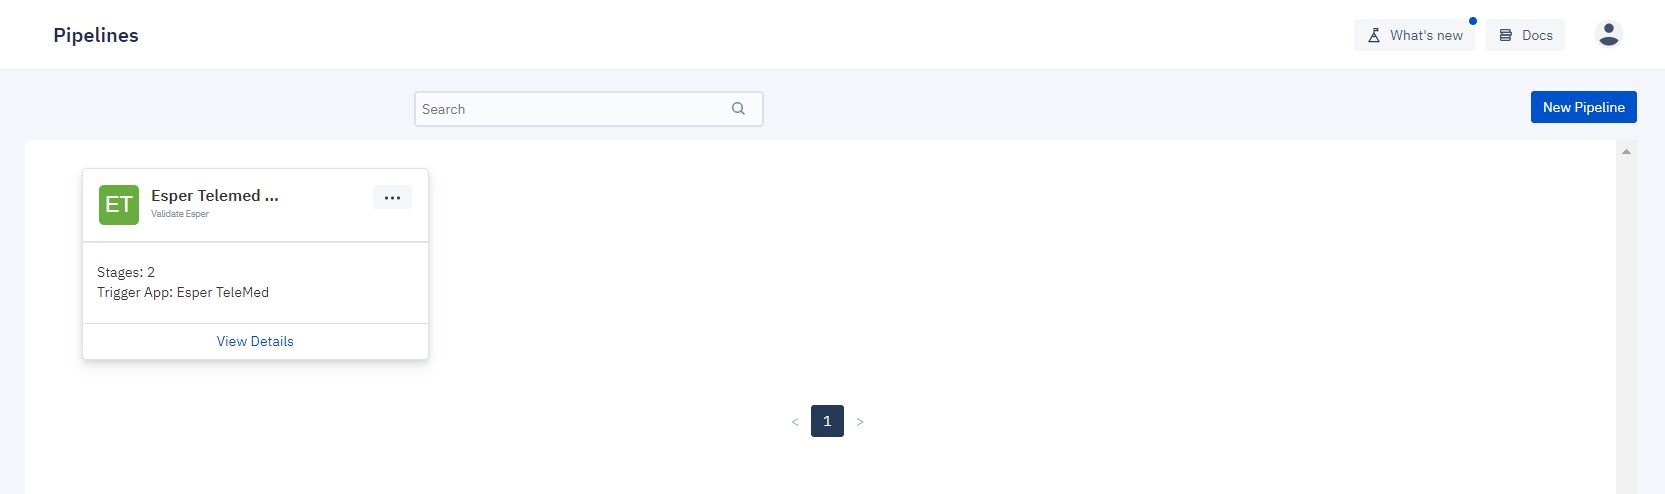 Pipelines
What's new
Docs
Search
New Pipeline
ET
Esper Telemed ...
Validate Esper
Stages: 2
Trigger App: Esper TeleMed
View Details
< 1 >